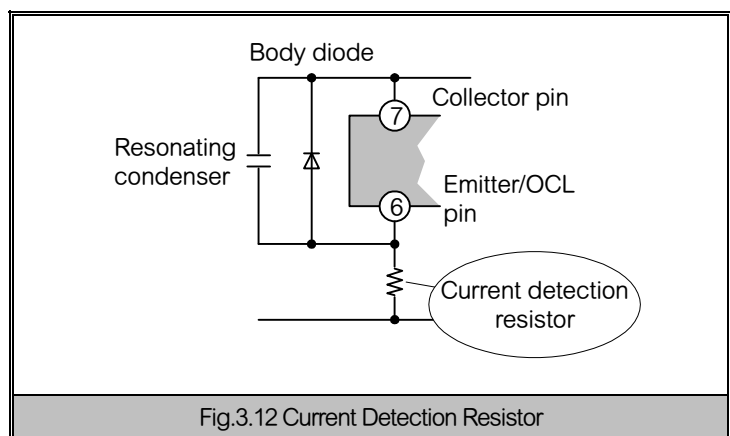 Body diode
Collector pin
7
Resonating
condenser
Emitter/OCL
pin
6
Current detection
resistor
Fig.3.12 Current Detection Resistor